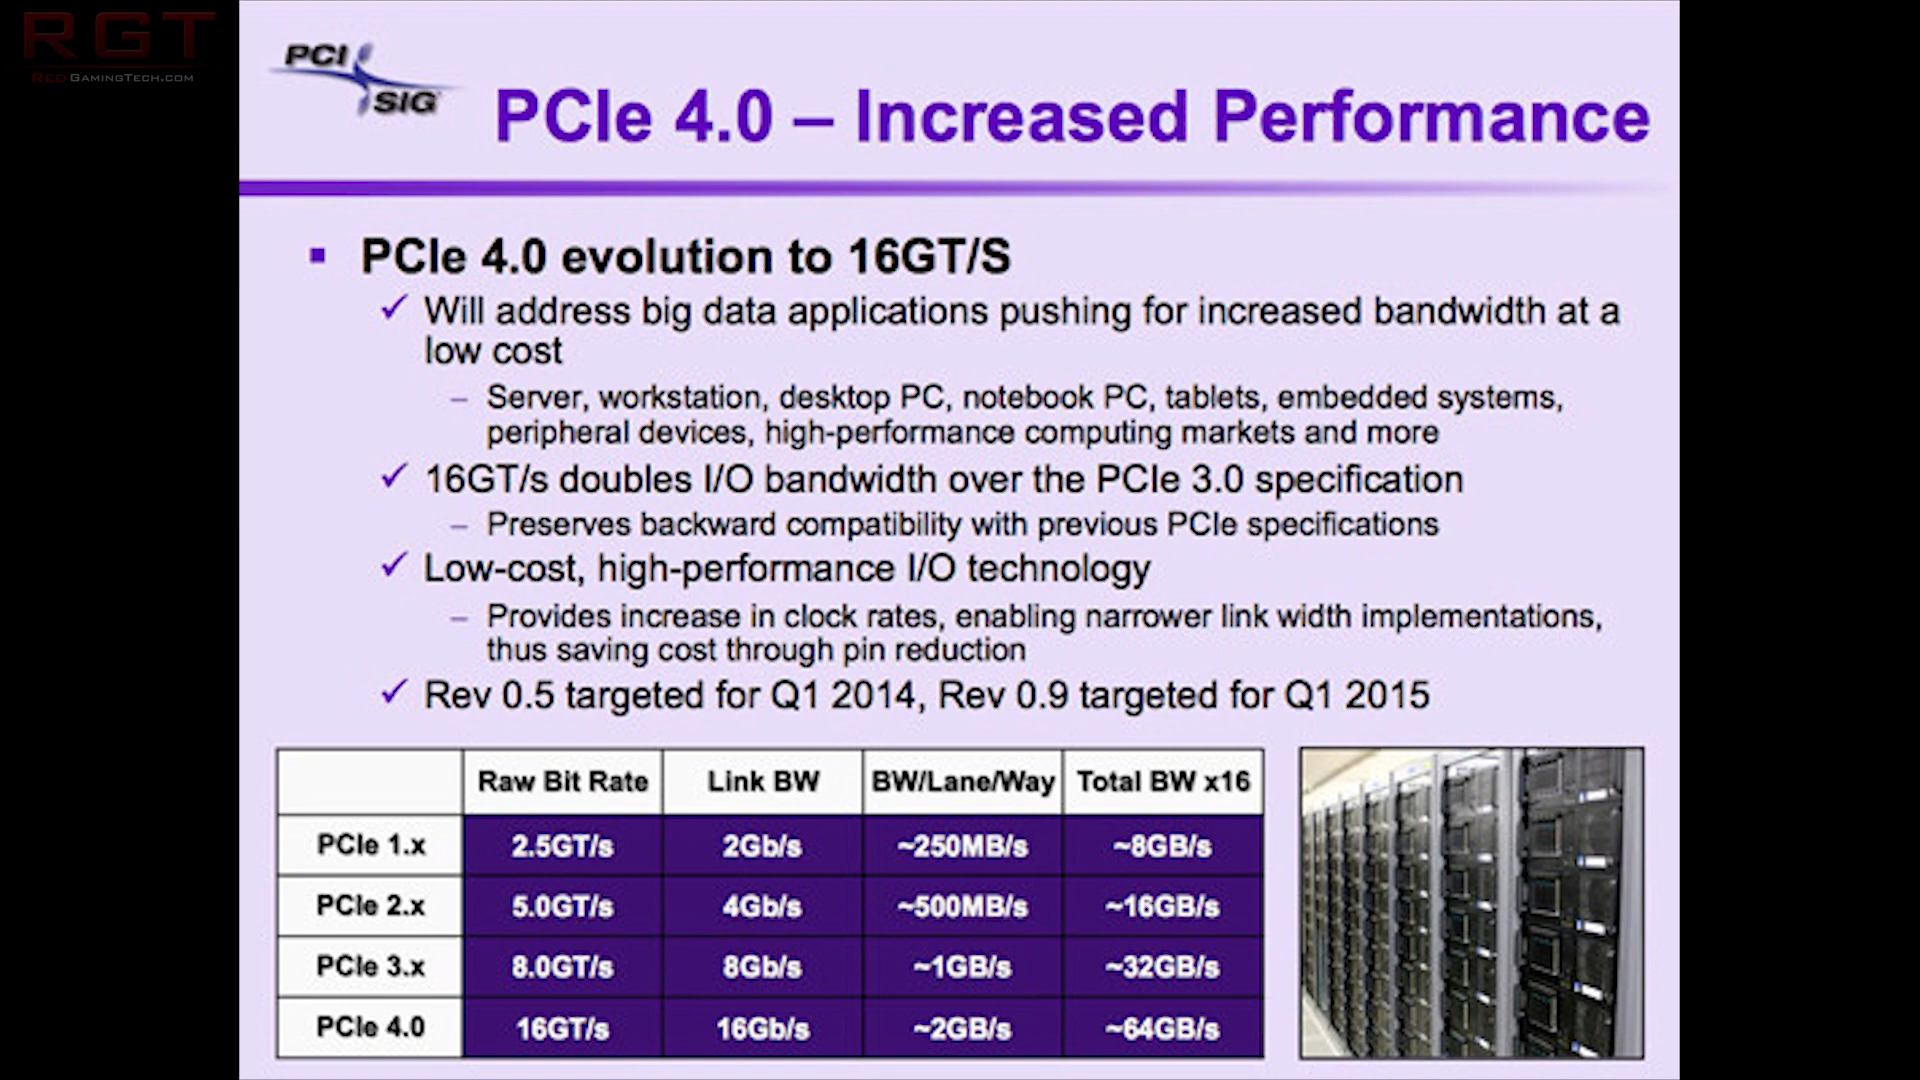 RGT
REDGAMINGTECH.COM
PCI
SIG
PCIe 4.0 – Increased Performance
▪ PCIe 4.0 evolution to 16GT/S
✓ Will address big data applications pushing for increased bandwidth at a
low cost
– Server, workstation, desktop PC, notebook PC, tablets, embedded systems,
peripheral devices, high-performance computing markets and more
✓ 16GT/s doubles I/O bandwidth over the PCIe 3.0 specification
– Preserves backward compatibility with previous PCIe specifications
✓ Low-cost, high-performance I/O technology
– Provides increase in clock rates, enabling narrower link width implementations,
thus saving cost through pin reduction
✓ Rev 0.5 targeted for Q1 2014, Rev 0.9 targeted for Q1 2015
Raw Bit Rate Link BW BW/Lane/Way Total BW x16
PCIe 1.x 2.5GT/s 2Gb/s ~250MB/s ~8GB/s
PCIe 2.x 5.0GT/s 4Gb/s ~500MB/s ~16GB/s
PCIe 3.x 8.0GT/s 8Gb/s ~1GB/s ~32GB/s
PCIe 4.0 16GT/s 16Gb/s ~2GB/s ~64GB/s